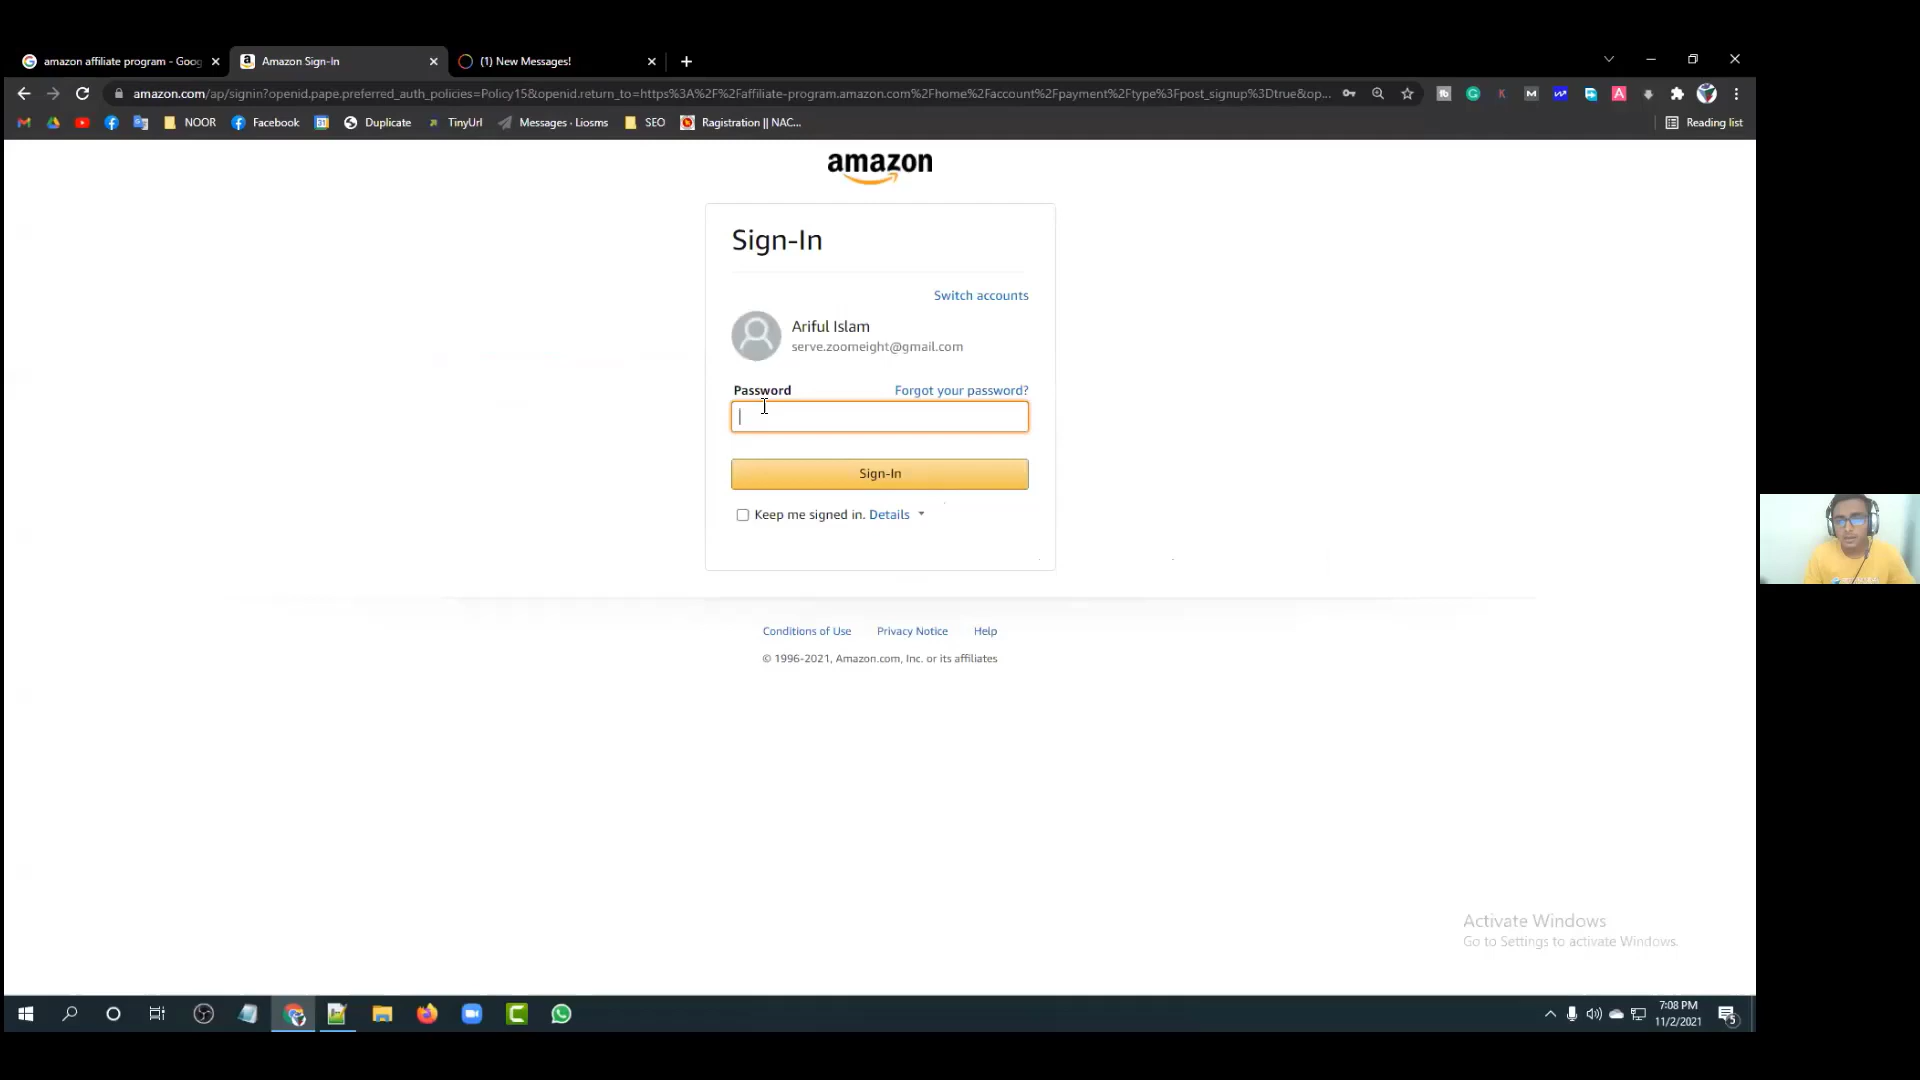 amazon affiliate program - Goog
Amazon Sign-In
(1) New Messages!
amazon.com/ap/signin?openid.pape.preferred_auth_policies=Policy15&openid.return_to=https%3A%2F%2Faffiliate-program.amazon.com%2Fhome%2Faccount%2Fpayment%2Ftype%3Fpost_signup%3Dtrue&op...
NOOR
Facebook
Duplicate
TinyUrl
Messages · Liosms
SEO
Ragistration || NAC...
Reading list
amazon
Sign-In
Switch accounts
Ariful Islam
serve.zoomeight@gmail.com
Password
Forgot your password?
Sign-In
Keep me signed in. Details
Conditions of Use Privacy Notice Help
© 1996-2021, Amazon.com, Inc. or its affiliates
Activate Windows
Go to Settings to activate Windows.
7:08 PM
11/2/2021
5